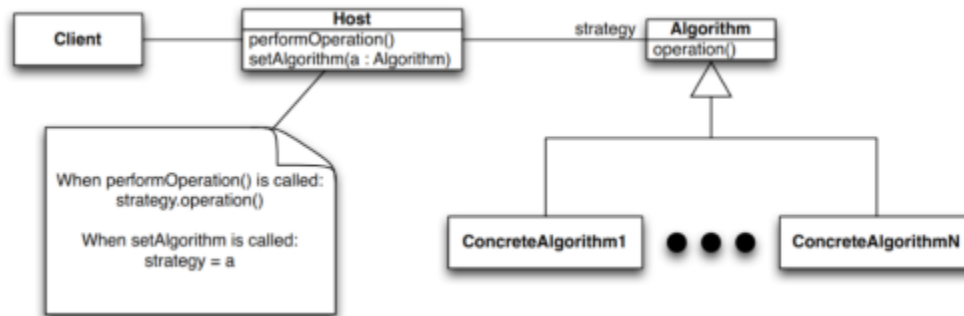 Client
Host
performOperation()
setAlgorithm(a : Algorithm)
strategy
Algorithm
operation()
When performOperation() is called:
strategy.operation()
When setAlgorithm is called:
strategy = a
ConcreteAlgorithm1
ConcreteAlgorithmN